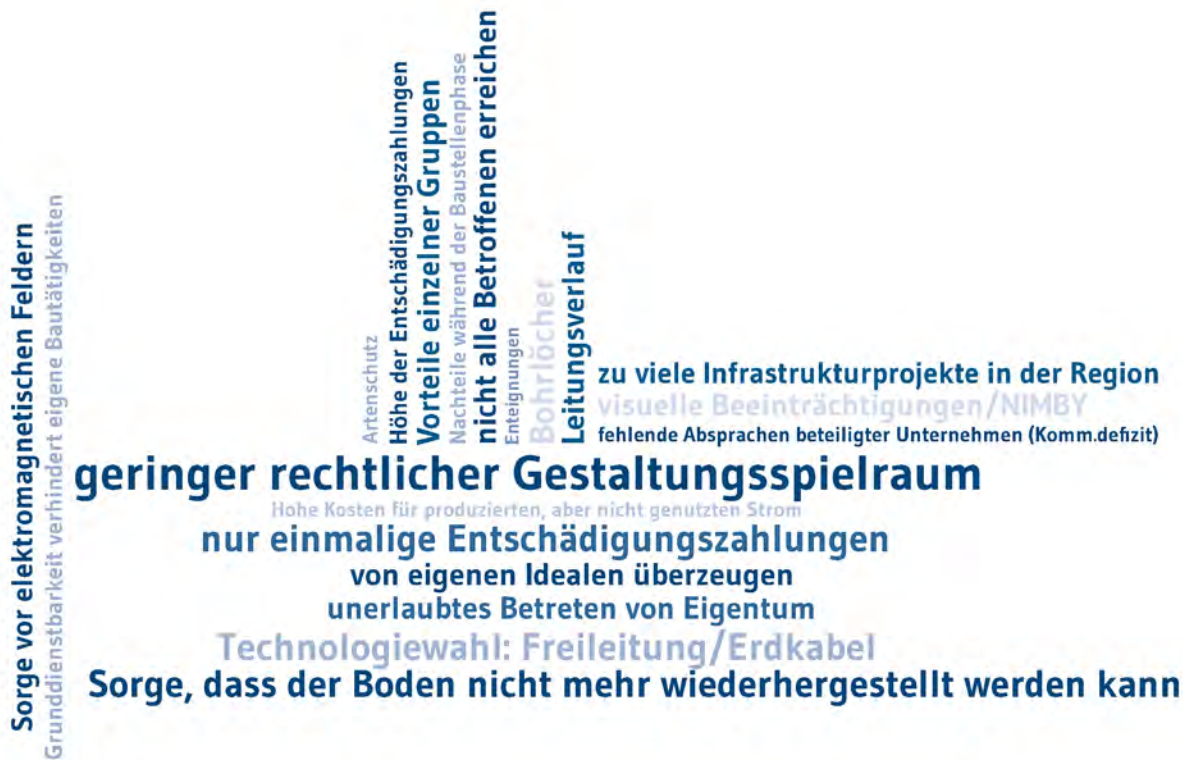 Sorge vor elektromagnetischen Feldern
Grunddienstbarkeit verhindert eigene Bautätigkeiten
Artenschutz
Höhe der Entschädigungszahlungen
Vorteile einzelner Gruppen
Nachteile während der Baustellenphase
nicht alle Betroffenen erreichen
Enteignungen
Bohrlöcher
Leitungsverlauf
zu viele Infrastrukturprojekte in der Region
visuelle Beeinträchtigungen/NIMBY
fehlende Absprachen beteiligter Unternehmen (Komm.defizit)
geringer rechtlicher Gestaltungsspielraum
Hohe Kosten für produzierten, aber nicht genutzten Strom
nur einmalige Entschädigungszahlungen
von eigenen Idealen überzeugen
unerlaubtes Betreten von Eigentum
Technologiewahl: Freileitung/Erdkabel
Sorge, dass der Boden nicht mehr wiederhergestellt werden kann